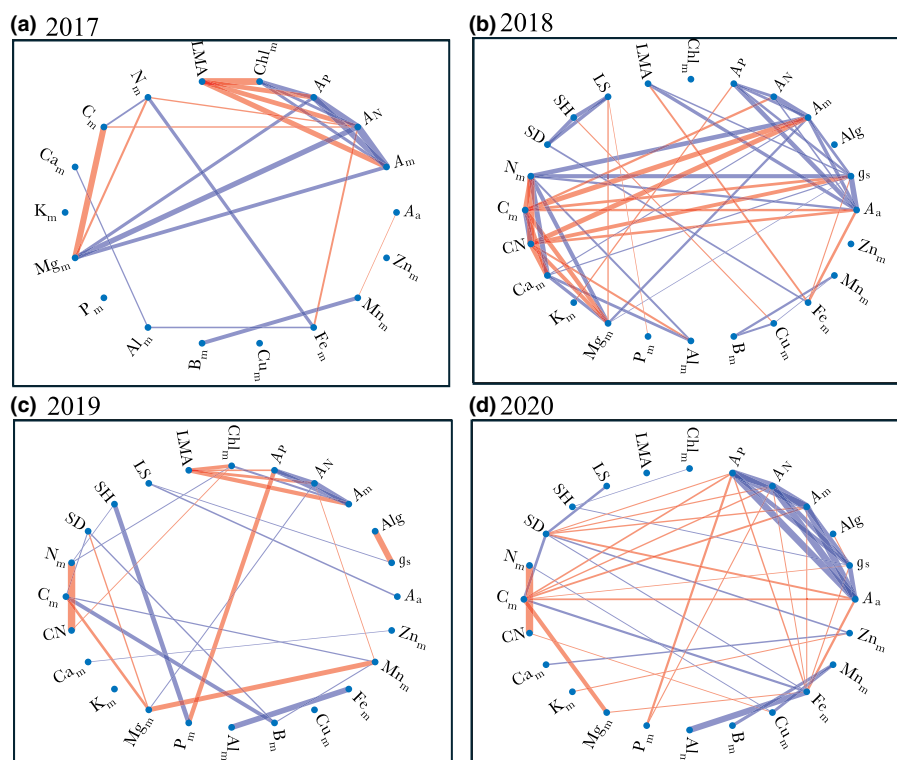 (a) 2017
LMA
Chlm
AP
AN
Am
Aa
Znm
Mnm
Fem
Cum
Bm
Alm
Pm
Mgm
Km
Cam
Cm
Nm
(b) 2018
LMA
Chlm
AP
AN
Am
Alg
gs
Aa
Znm
Mnm
Fem
Cum
Bm
Alm
Pm
Mgm
Km
Cam
CN
Cm
Nm
SD
SH
LS
(c) 2019
LMA
Chlm
AP
AN
Am
Alg
gs
Aa
Znm
Mnm
Fem
Cum
Bm
Alm
Pm
Mgm
Km
Cam
CN
Cm
Nm
SD
SH
LS
(d) 2020
LMA
Chlm
AP
AN
Am
Alg
gs
Aa
Znm
Mnm
Fem
Cum
Bm
Alm
Pm
Mgm
Km
Cam
CN
Cm
Nm
SD
SH
LS